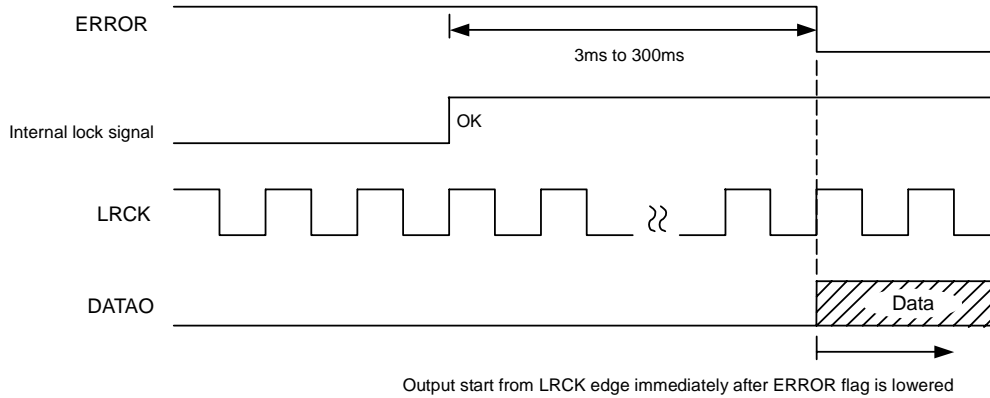 ERROR
3ms to 300ms
Internal lock signal
OK
LRCK
DATAO
Data
Output start from LRCK edge immediately after ERROR flag is lowered